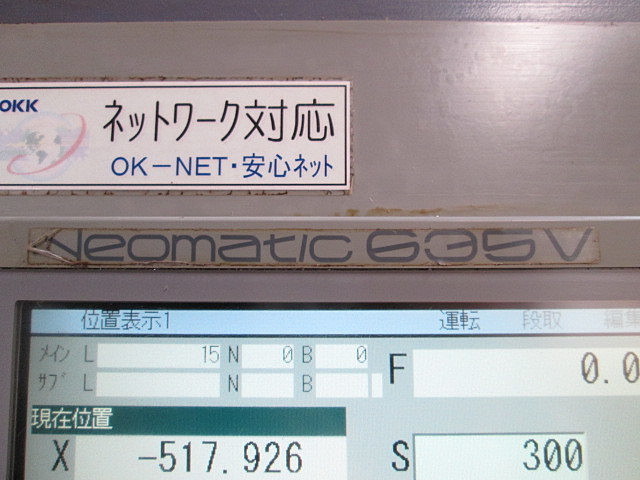 OKK
ネットワーク対応
OK-NET・安心ネット
Neomatic 635V
位置表示1 運転 段取 編集
メイン L 15 N 0 B 0
サブ L N B
F 0.0
現在位置
X -517.926
S 300